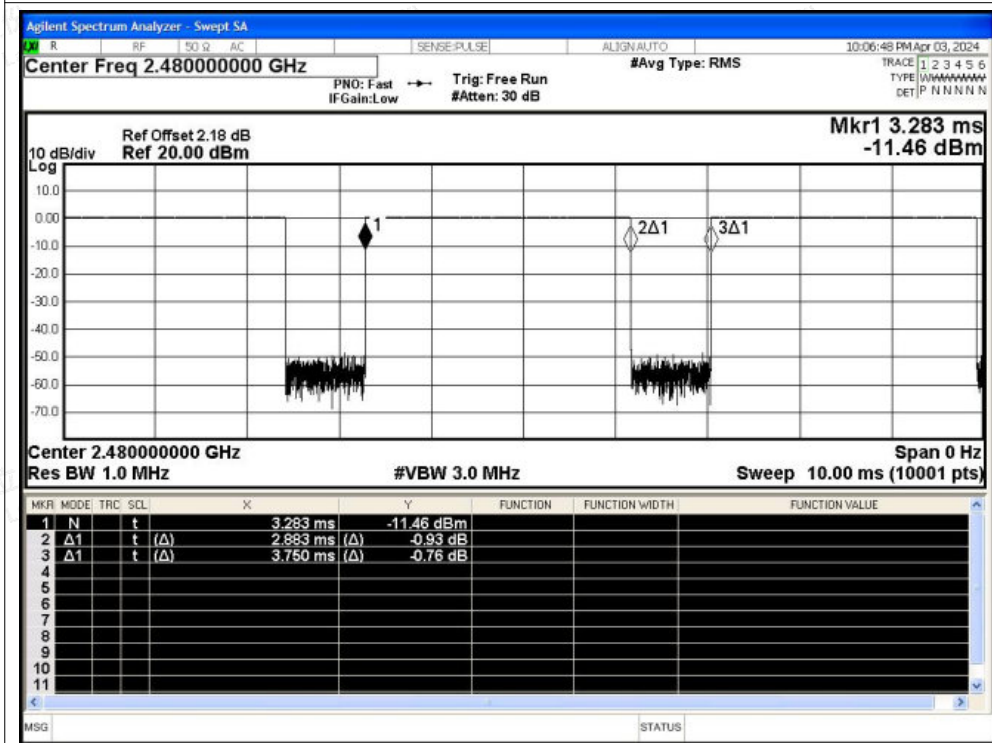 Agilent Spectrum Analyzer - Swept SA
LXI R RF 50 Ω AC SENSE:PULSE ALIGN AUTO 10:06:48 PM Apr 03, 2024
Center Freq 2.480000000 GHz #Avg Type: RMS TRACE 1 2 3 4 5 6
PNO: Fast Trig: Free Run TYPE WWWWWW
IFGain:Low #Atten: 30 dB DET P N N N N N
Mkr1 3.283 ms
Ref Offset 2.18 dB
-11.46 dBm
10 dB/div Ref 20.00 dBm
Log
10.0
0.00
1 2Δ1 3Δ1
-10.0
-20.0
-30.0
-40.0
-50.0
-60.0
-70.0
Center 2.480000000 GHz Span 0 Hz
Res BW 1.0 MHz #VBW 3.0 MHz Sweep 10.00 ms (10001 pts)
MKR MODE TRC SCL X Y FUNCTION FUNCTION WIDTH FUNCTION VALUE
1 N t 3.283 ms -11.46 dBm
2 Δ1 t (Δ) 2.883 ms (Δ) -0.93 dB
3 Δ1 t (Δ) 3.750 ms (Δ) -0.76 dB
4
5
6
7
8
9
10
11
MSG STATUS